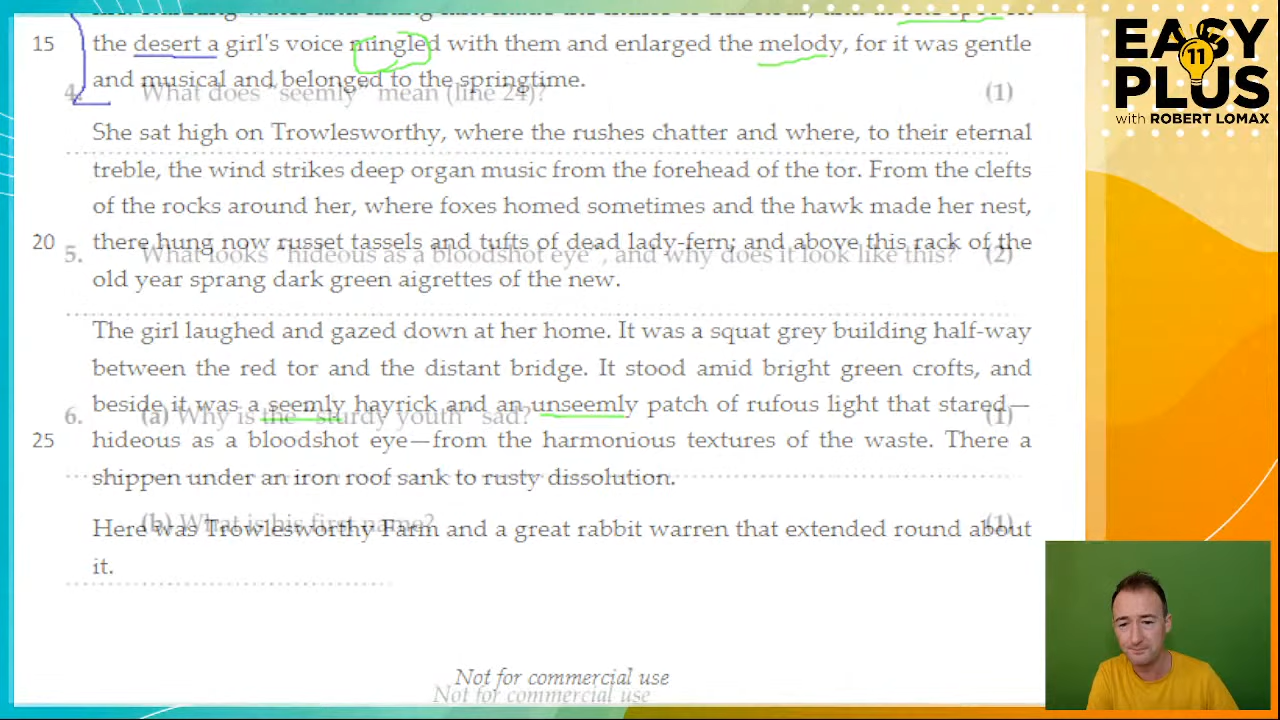 15 the desert a girl's voice mingled with them and enlarged the melody, for it was gentle
and musical and belonged to the springtime.
4. What does "seemly" mean (line 24)? (1)
She sat high on Trowlesworthy, where the rushes chatter and where, to their eternal
treble, the wind strikes deep organ music from the forehead of the tor. From the clefts
of the rocks around her, where foxes homed sometimes and the hawk made her nest,
20 there hung now russet tassels and tufts of dead lady-fern; and above this rack of the
5. What looks "hideous as a bloodshot eye", and why does it look like this? (2)
old year sprang dark green aigrettes of the new.
The girl laughed and gazed down at her home. It was a squat grey building half-way
between the red tor and the distant bridge. It stood amid bright green crofts, and
beside it was a seemly hayrick and an unseemly patch of rufous light that stared—
6. (a) Why is the "sturdy youth" sad? (1)
25 hideous as a bloodshot eye—from the harmonious textures of the waste. There a
shippen under an iron roof sank to rusty dissolution.
(b) What is his first name? (1)
Here was Trowlesworthy Farm and a great rabbit warren that extended round about
it.
Not for commercial use
Not for commercial use
EASY
11
PLUS
with ROBERT LOMAX